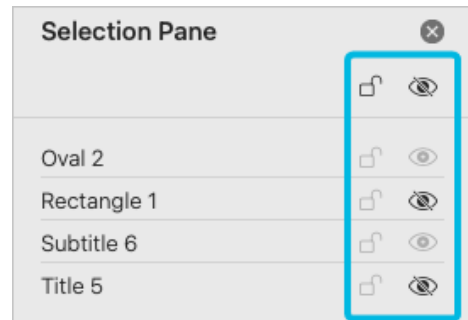 Selection Pane
Oval 2
Rectangle 1
Subtitle 6
Title 5